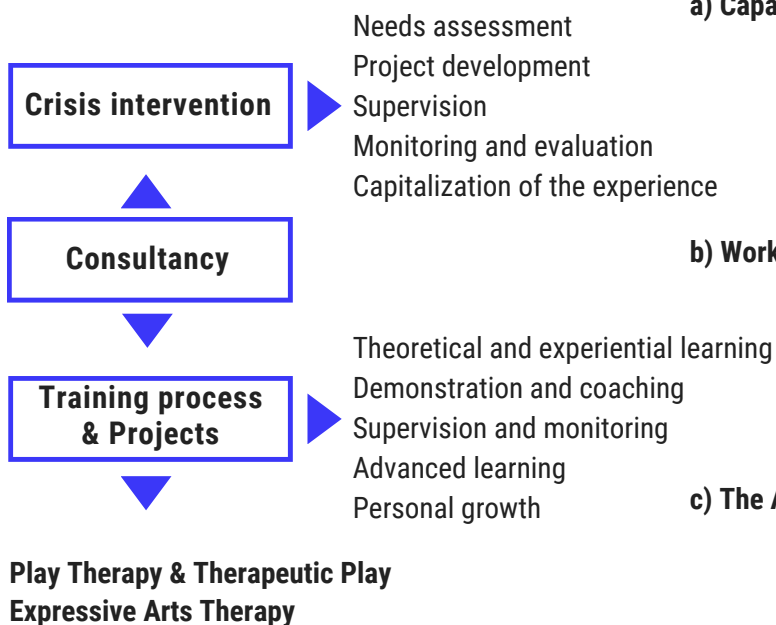 Needs assessment
Project development
Crisis intervention
Supervision
Monitoring and evaluation
Capitalization of the experience
Consultancy
Theoretical and experiential learning
Training process
& Projects
Demonstration and coaching
Supervision and monitoring
Advanced learning
Personal growth
Play Therapy & Therapeutic Play
Expressive Arts Therapy
a)
b) Work
c) The